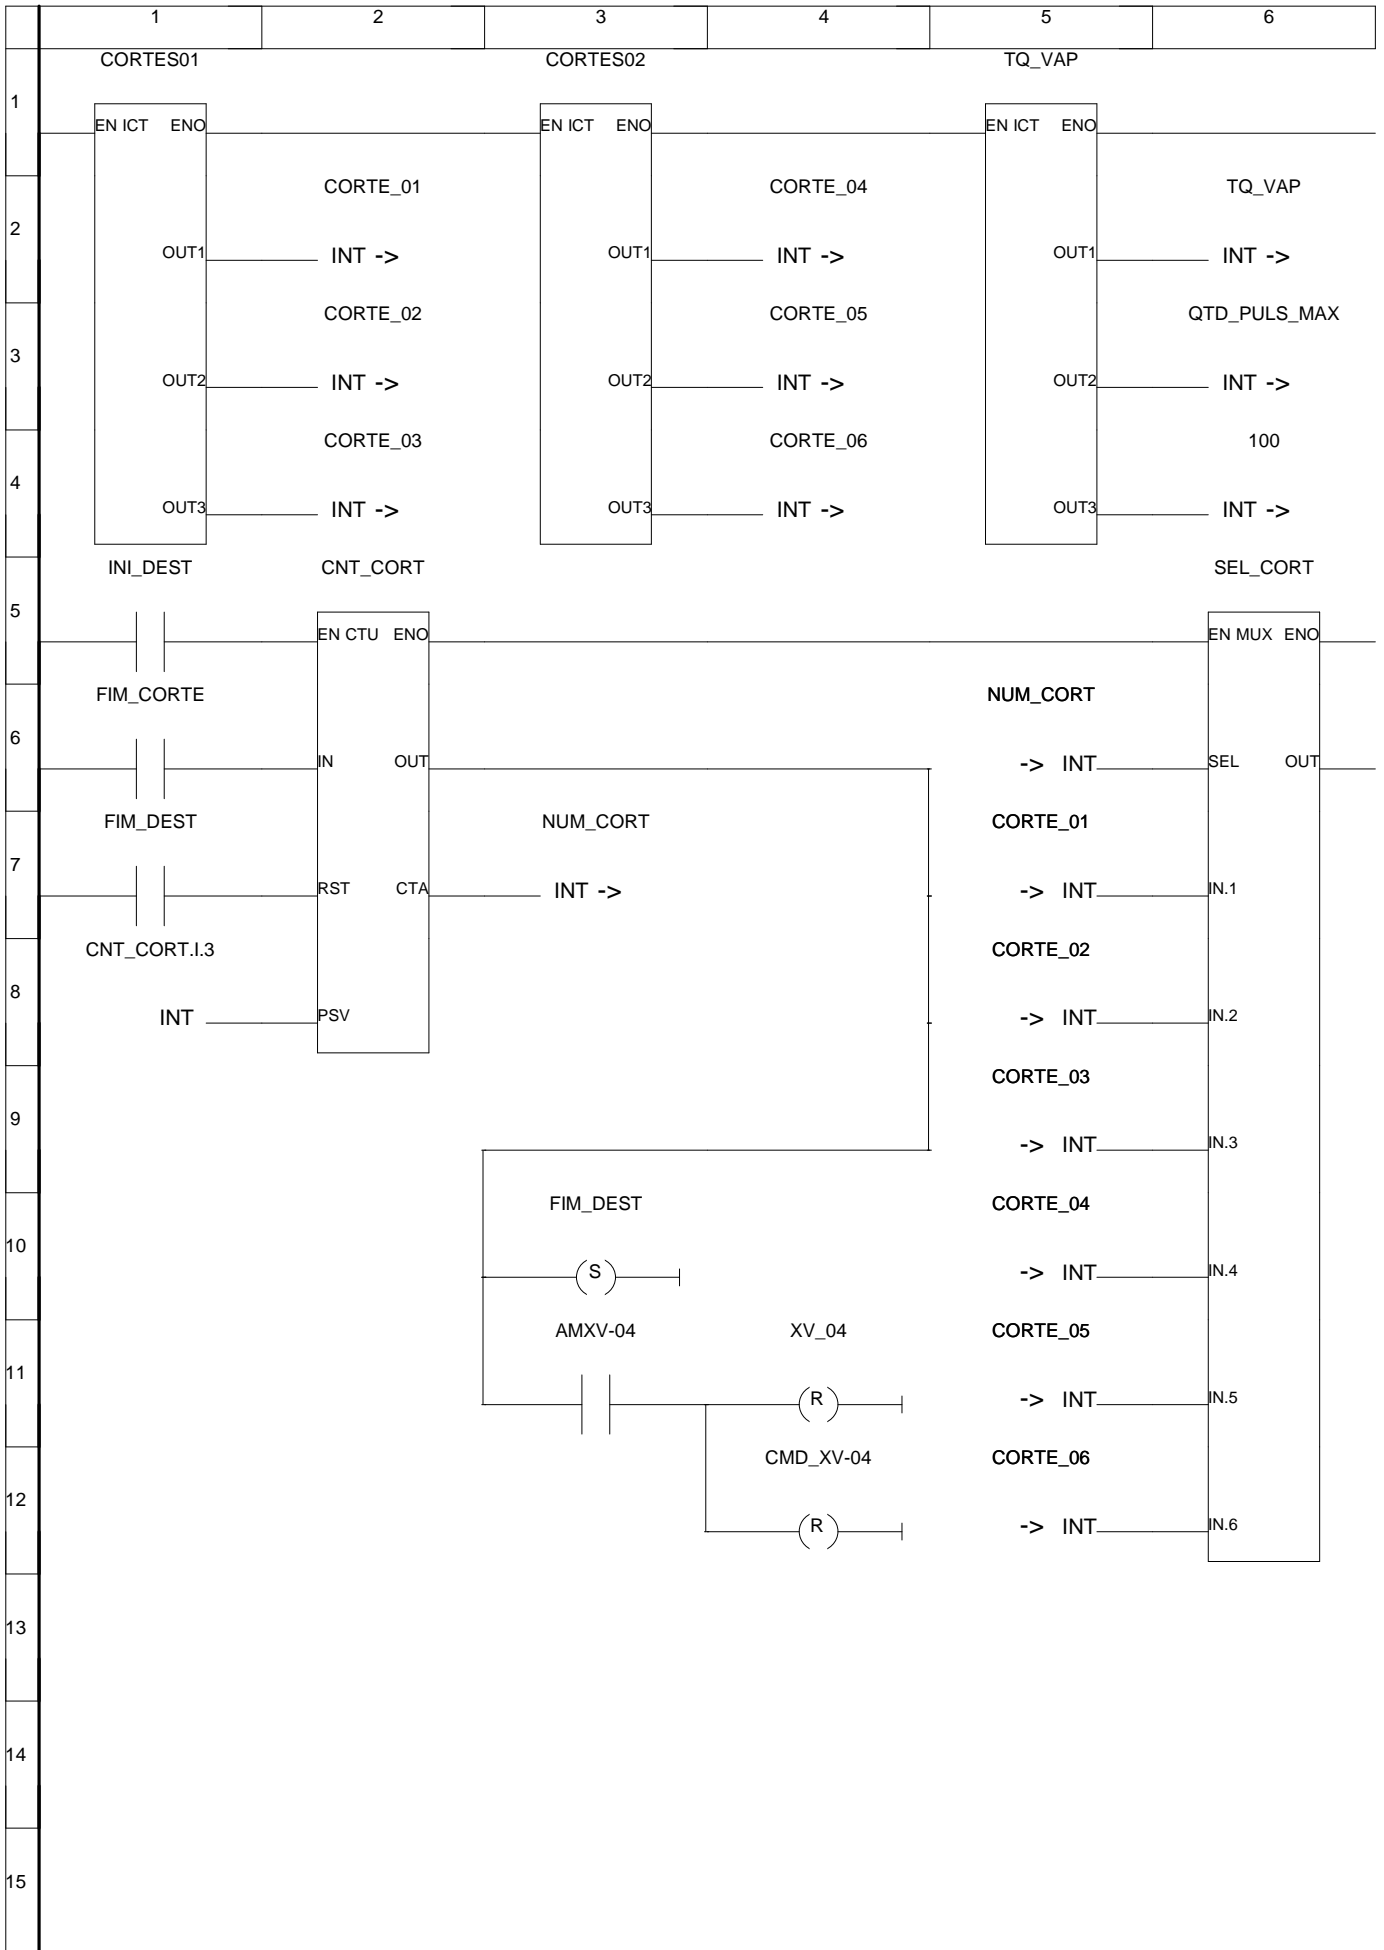 1 2 3 4 5 6
CORTES01 CORTES02 TQ_VAP
1
EN ICT ENO EN ICT ENO EN ICT ENO
CORTE_01 CORTE_04 TQ_VAP
2
OUT1 INT -> OUT1 INT -> OUT1 INT ->
CORTE_02 CORTE_05 QTD_PULS_MAX
3
OUT2 INT -> OUT2 INT -> OUT2 INT ->
CORTE_03 CORTE_06 100
4
OUT3 INT -> OUT3 INT -> OUT3 INT ->
INI_DEST CNT_CORT SEL_CORT
5
EN CTU ENO EN MUX ENO
FIM_CORTE NUM_CORT
6
IN OUT -> INT SEL OUT
FIM_DEST NUM_CORT CORTE_01
7
RST CTA INT -> -> INT IN.1
CNT_CORT.I.3 CORTE_02
8
INT PSV -> INT IN.2
CORTE_03
9
-> INT IN.3
FIM_DEST CORTE_04
10
S -> INT IN.4
AMXV-04 XV_04 CORTE_05
11
R -> INT IN.5
CMD_XV-04 CORTE_06
12
R -> INT IN.6
13
14
15